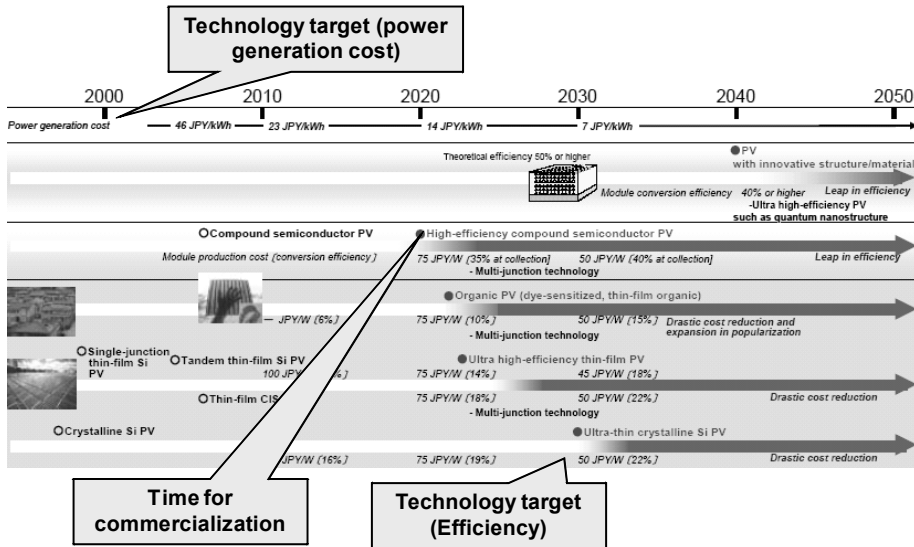 Technology target (power
generation cost)
2000 2010 2020 2030 2040 2050
Power generation cost 46 JPY/kWh 23 JPY/kWh 14 JPY/kWh 7 JPY/kWh
Theoretical efficiency 50% or higher
PV
with innovative structure/material
Module conversion efficiency 40% or higher Leap in efficiency
-Ultra high-efficiency PV
such as quantum nanostructure
Compound semiconductor PV High-efficiency compound semiconductor PV
Module production cost [conversion efficiency] 75 JPY/W [35% at collection] 50 JPY/W [40% at collection] Leap in efficiency
- Multi-junction technology
Organic PV (dye-sensitized, thin-film organic)
— JPY/W [6%] 75 JPY/W [10%] 50 JPY/W [15%] Drastic cost reduction and
expansion in popularization
- Multi-junction technology
Single-junction
thin-film Si
PV
Tandem thin-film Si PV Ultra high-efficiency thin-film PV
100 JPY %] 75 JPY/W [14%] 45 JPY/W [18%]
Thin-film CIS 75 JPY/W [18%] 50 JPY/W [22%] Drastic cost reduction
- Multi-junction technology
Crystalline Si PV Ultra-thin crystalline Si PV
JPY/W [16%] 75 JPY/W [19%] 50 JPY/W [22%] Drastic cost reduction
Time for
commercialization
Technology target
(Efficiency)